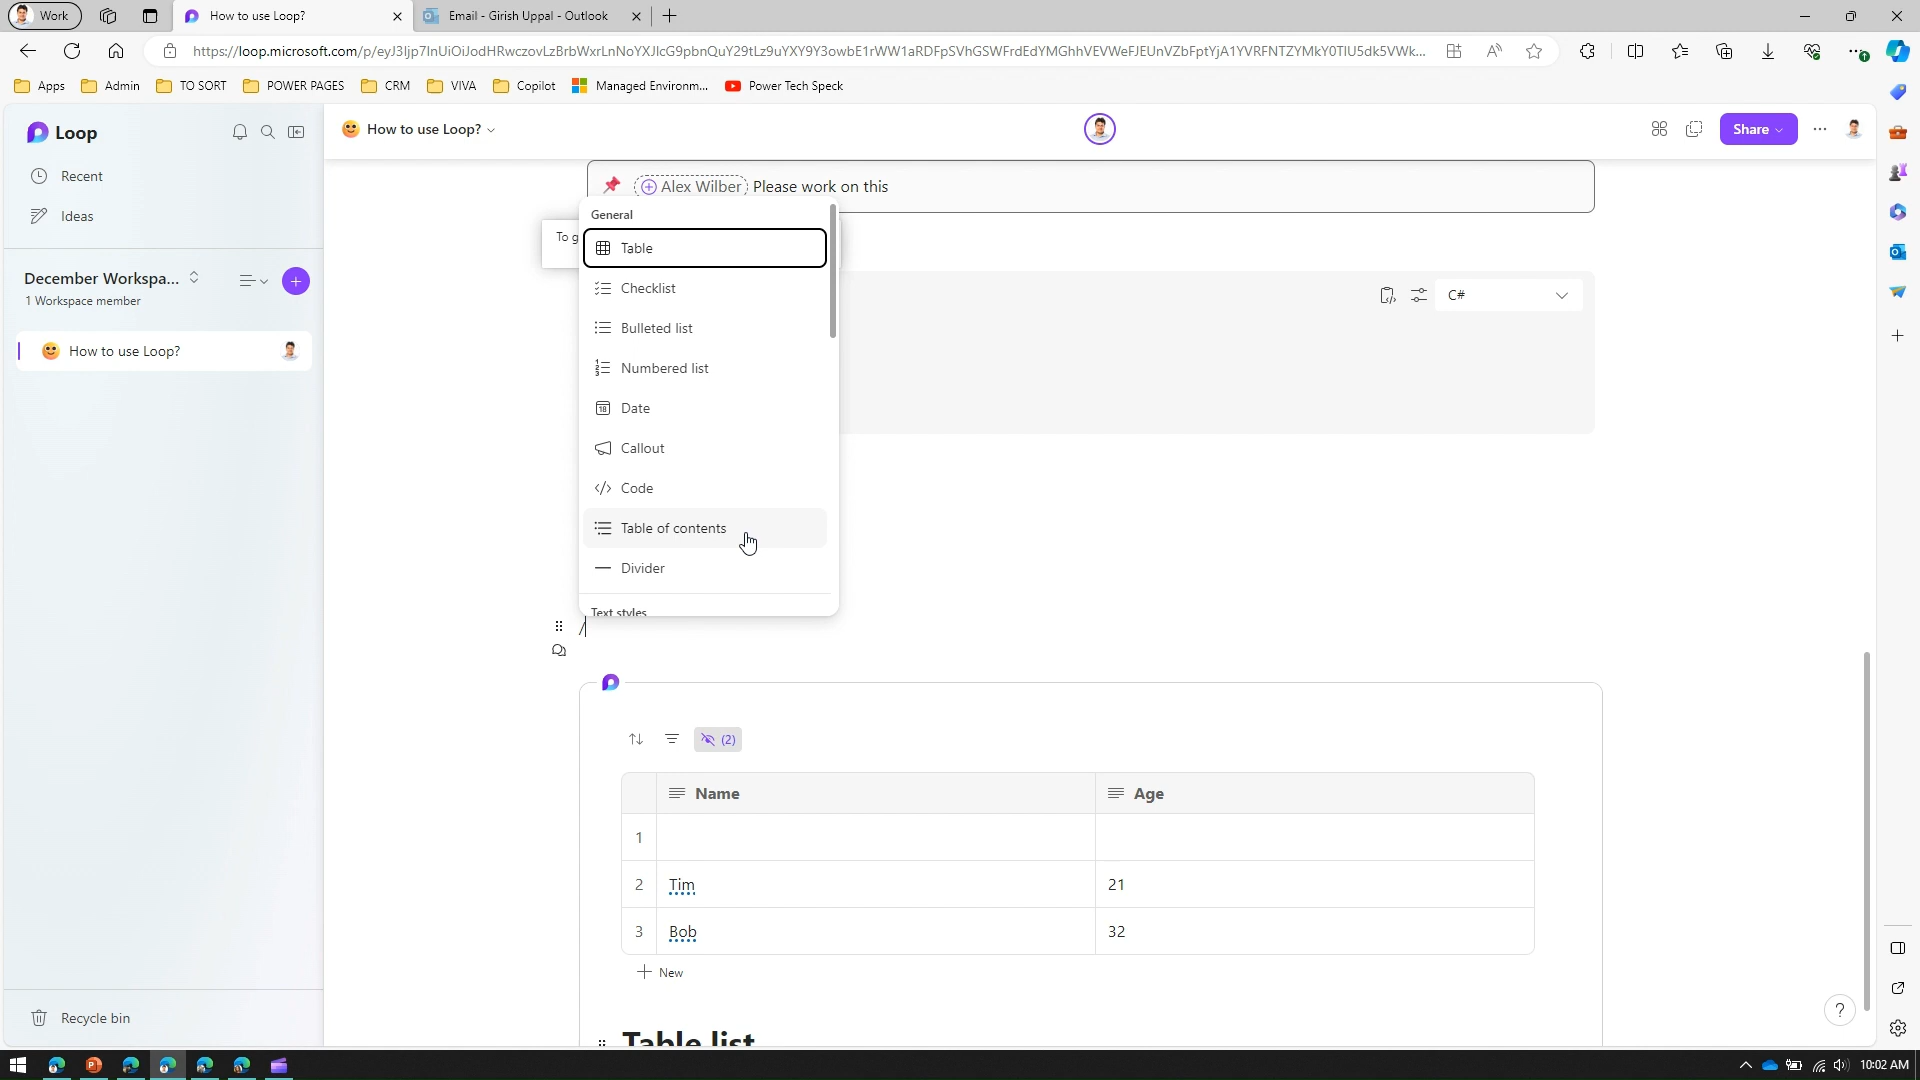 Work
How to use Loop?
Email - Girish Uppal - Outlook
https://loop.microsoft.com/p/
Apps
Admin
TO SORT
POWER PAGES
CRM
VIVA
Copilot
Managed Environm...
Power Tech Speck
Loop
How to use Loop?
Share
Recent
Ideas
December Workspa...
1 Workspace member
How to use Loop?
Recycle bin
Alex Wilber Please work on this
To g
General
Table
Checklist
Bulleted list
Numbered list
Date
Callout
Code
Table of contents
Divider
Text styles
C#
/
(2)
Name Age
1
2 Tim 21
3 Bob 32
New
Table list
?
10:02 AM